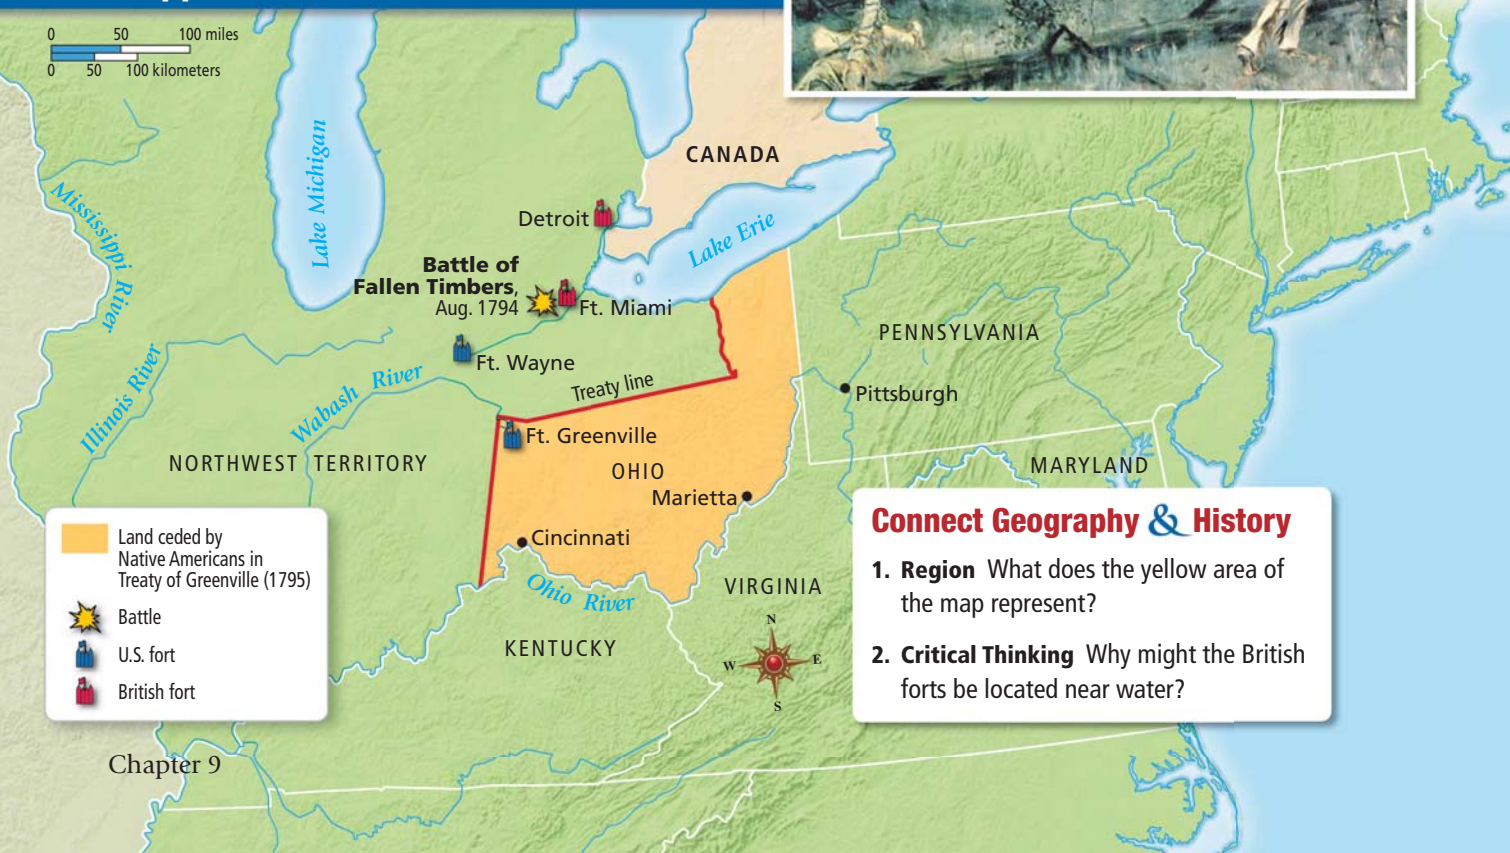 0 50 100 miles
0 50 100 kilometers
CANADA
Lake Michigan
Mississippi River
Detroit
Lake Erie
Battle of
Fallen Timbers,
Aug. 1794
Ft. Miami
PENNSYLVANIA
Ft. Wayne
Treaty line
Pittsburgh
Illinois River
Wabash River
Ft. Greenville
NORTHWEST TERRITORY
OHIO
MARYLAND
Marietta
Cincinnati
Ohio River
VIRGINIA
KENTUCKY
N
W E
S
Land ceded by
Native Americans in
Treaty of Greenville (1795)
Battle
U.S. fort
British fort
Connect Geography & History
1. Region What does the yellow area of
the map represent?
2. Critical Thinking Why might the British
forts be located near water?
Chapter 9